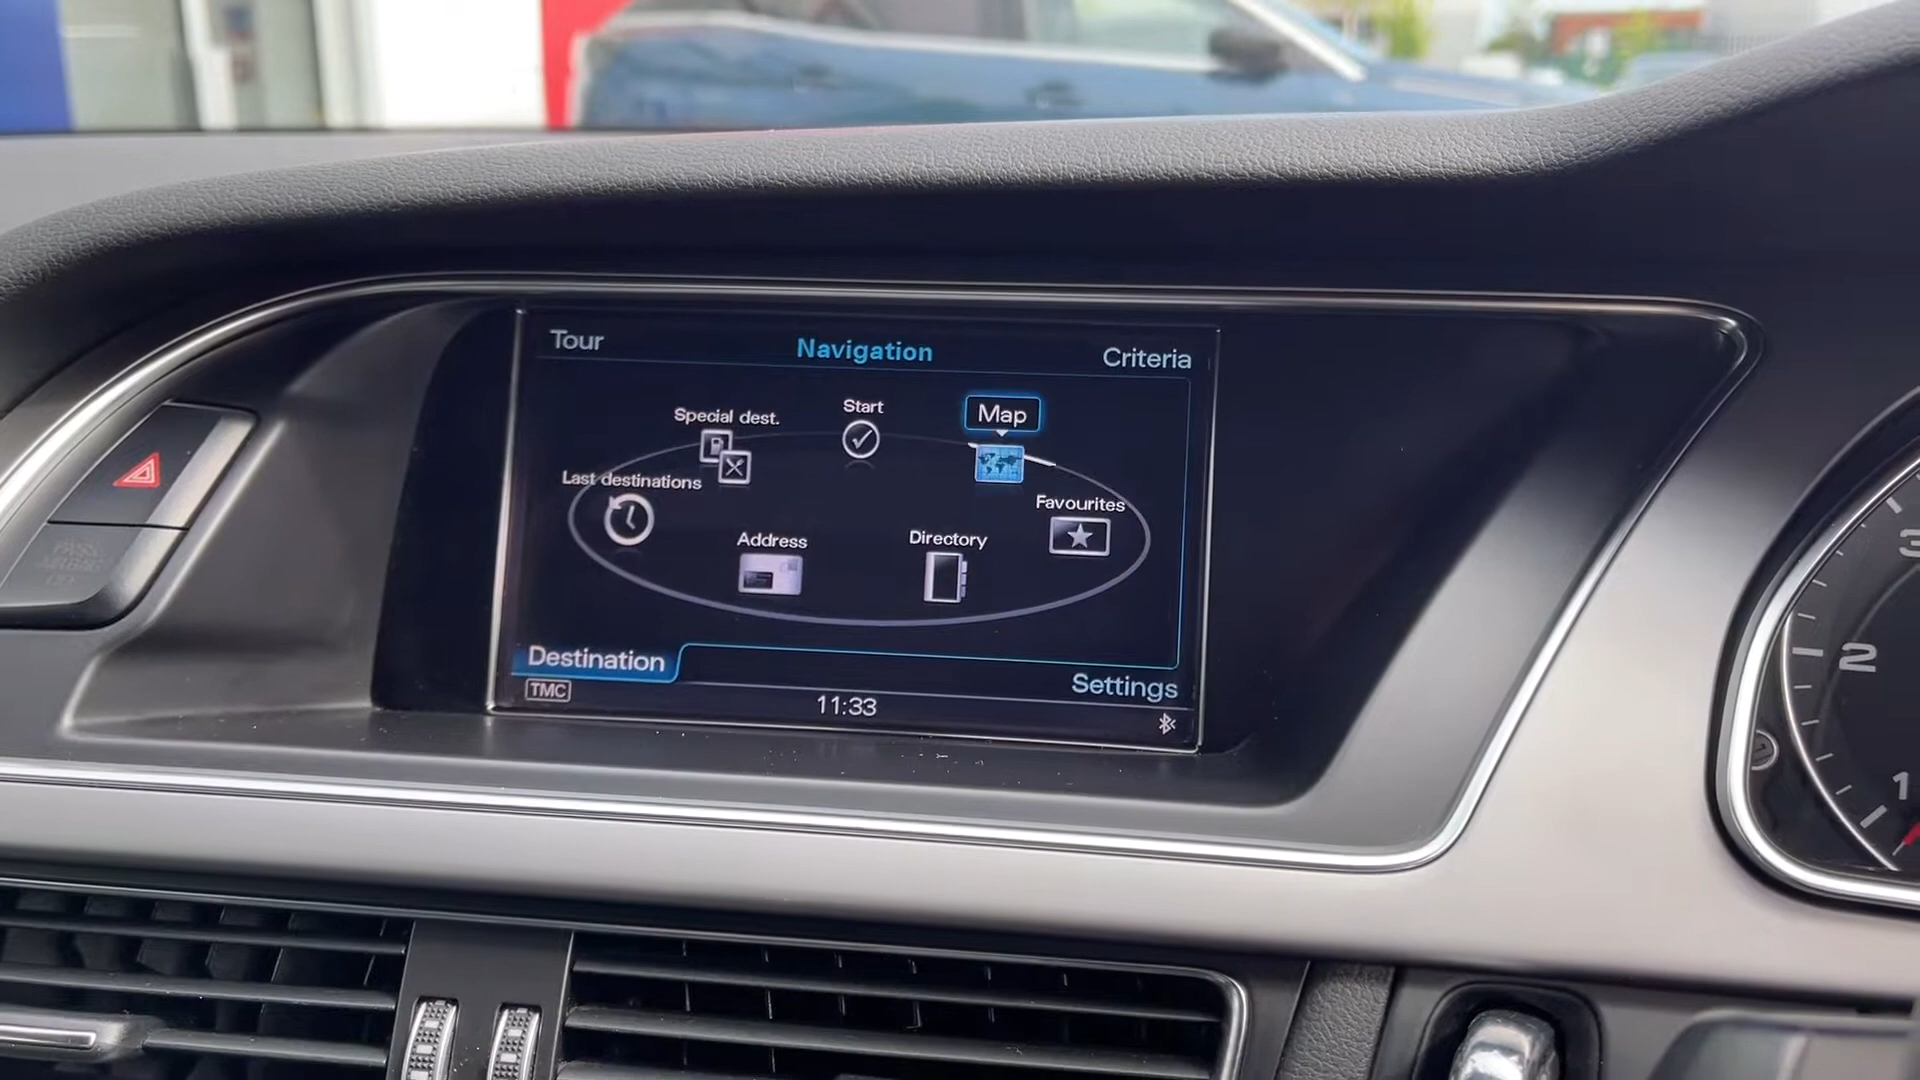 Tour
Navigation
Criteria
Special dest.
Start
Map
Last destinations
Favourites
Address
Directory
Destination
Settings
TMC
11:33
3
2
1